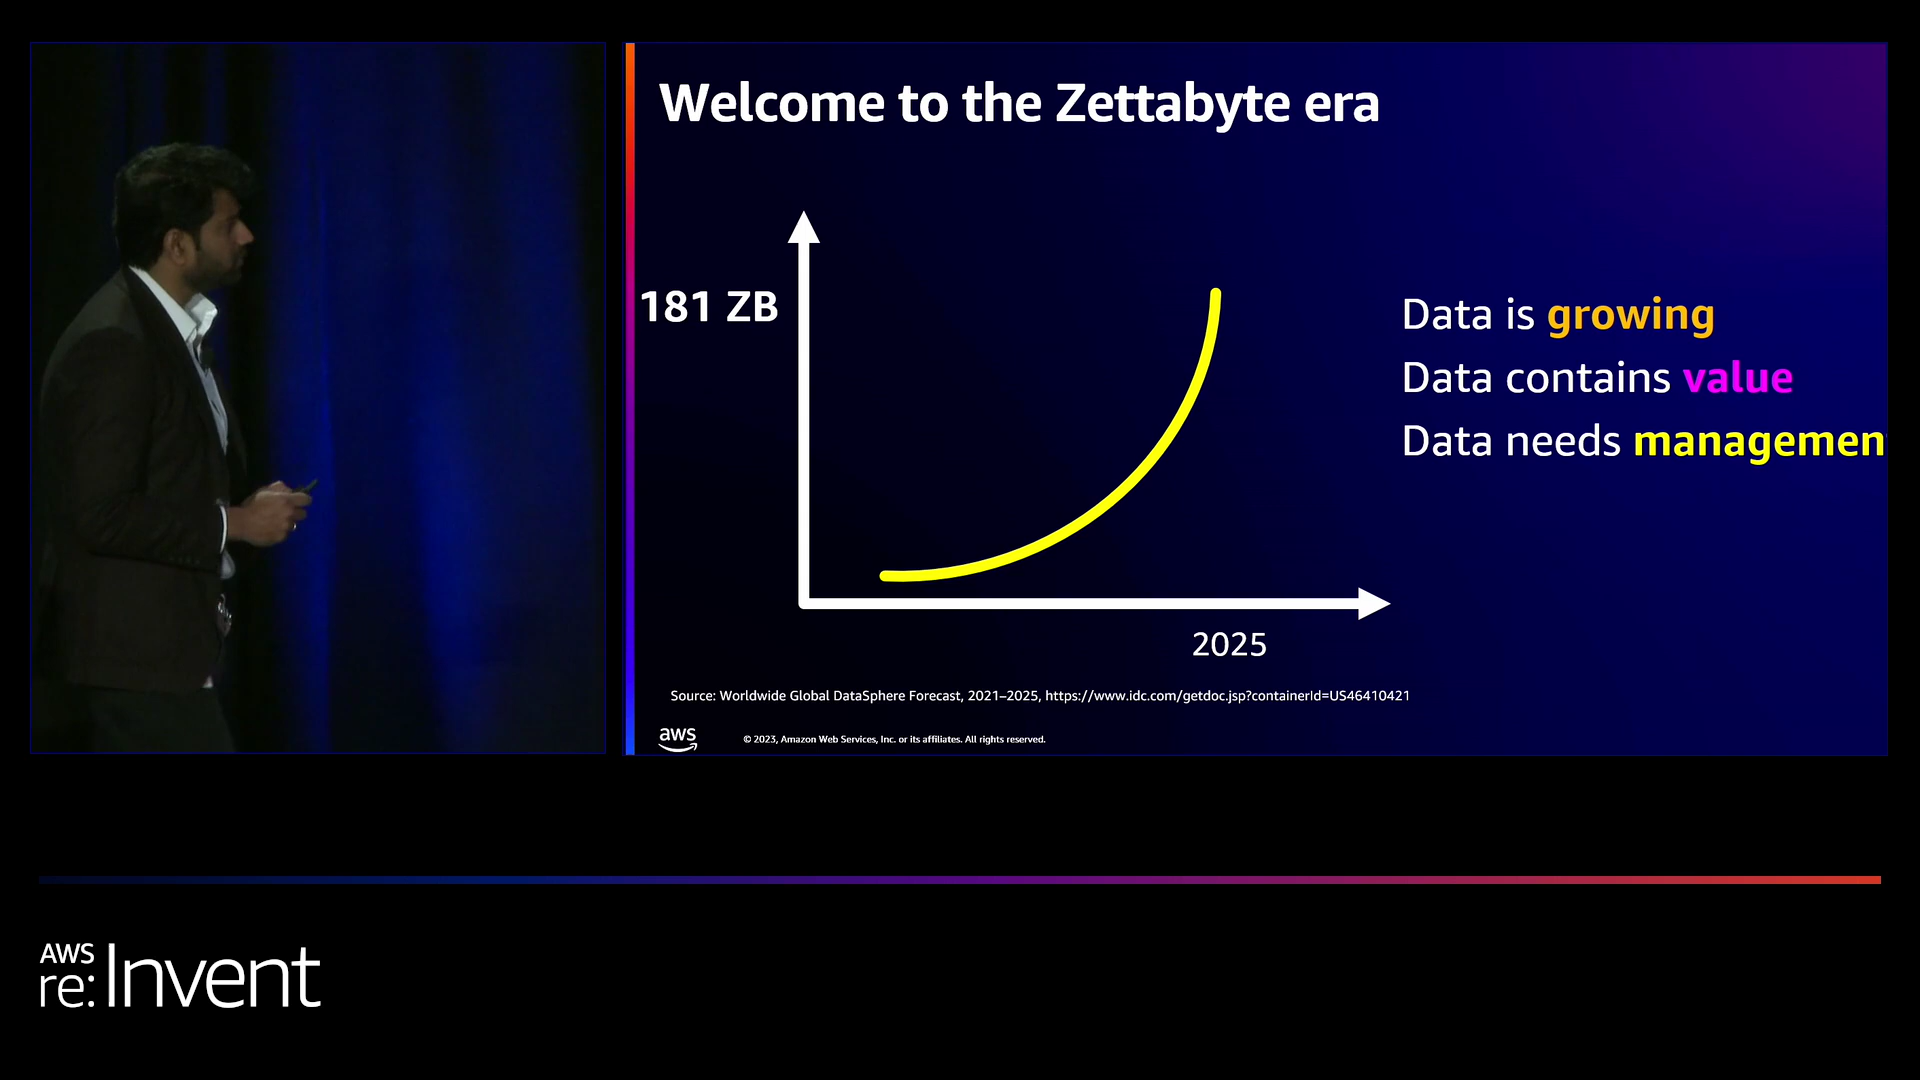 Welcome to the Zettabyte era
181 ZB
Data is growing
Data contains value
Data needs managemen
2025
Source: Worldwide Global DataSphere Forecast, 2021–2025, https://www.idc.com/getdoc.jsp?containerId=US46410421
aws
© 2023, Amazon Web Services, Inc. or its affiliates. All rights reserved.
AWS
re:Invent